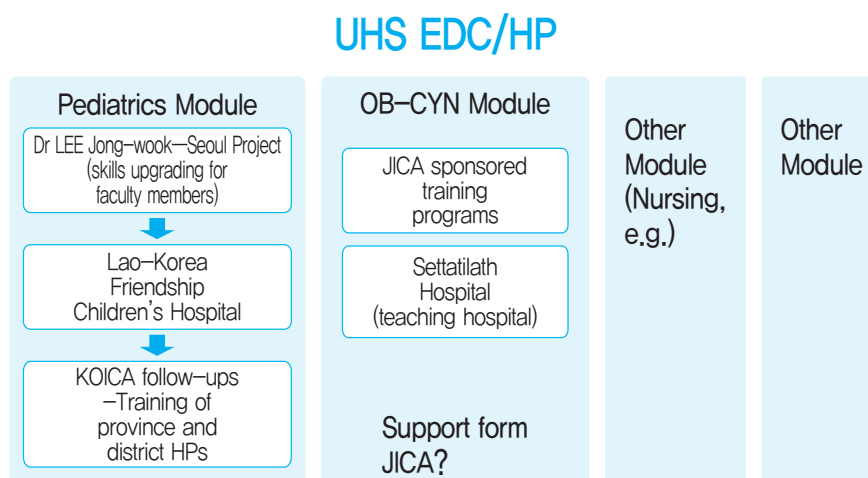 UHS EDC/HP
Pediatrics Module
Dr LEE Jong-wook-Seoul Project
(skills upgrading for
faculty members)
Lao-Korea
Friendship
Children's Hospital
KOICA follow-ups
-Training of
province and
district HPs
OB-CYN Module
JICA sponsored
training
programs
Settatilath
Hospital
(teaching hospital)
Support form
JICA?
Other
Module
(Nursing,
e.g.)
Other
Module